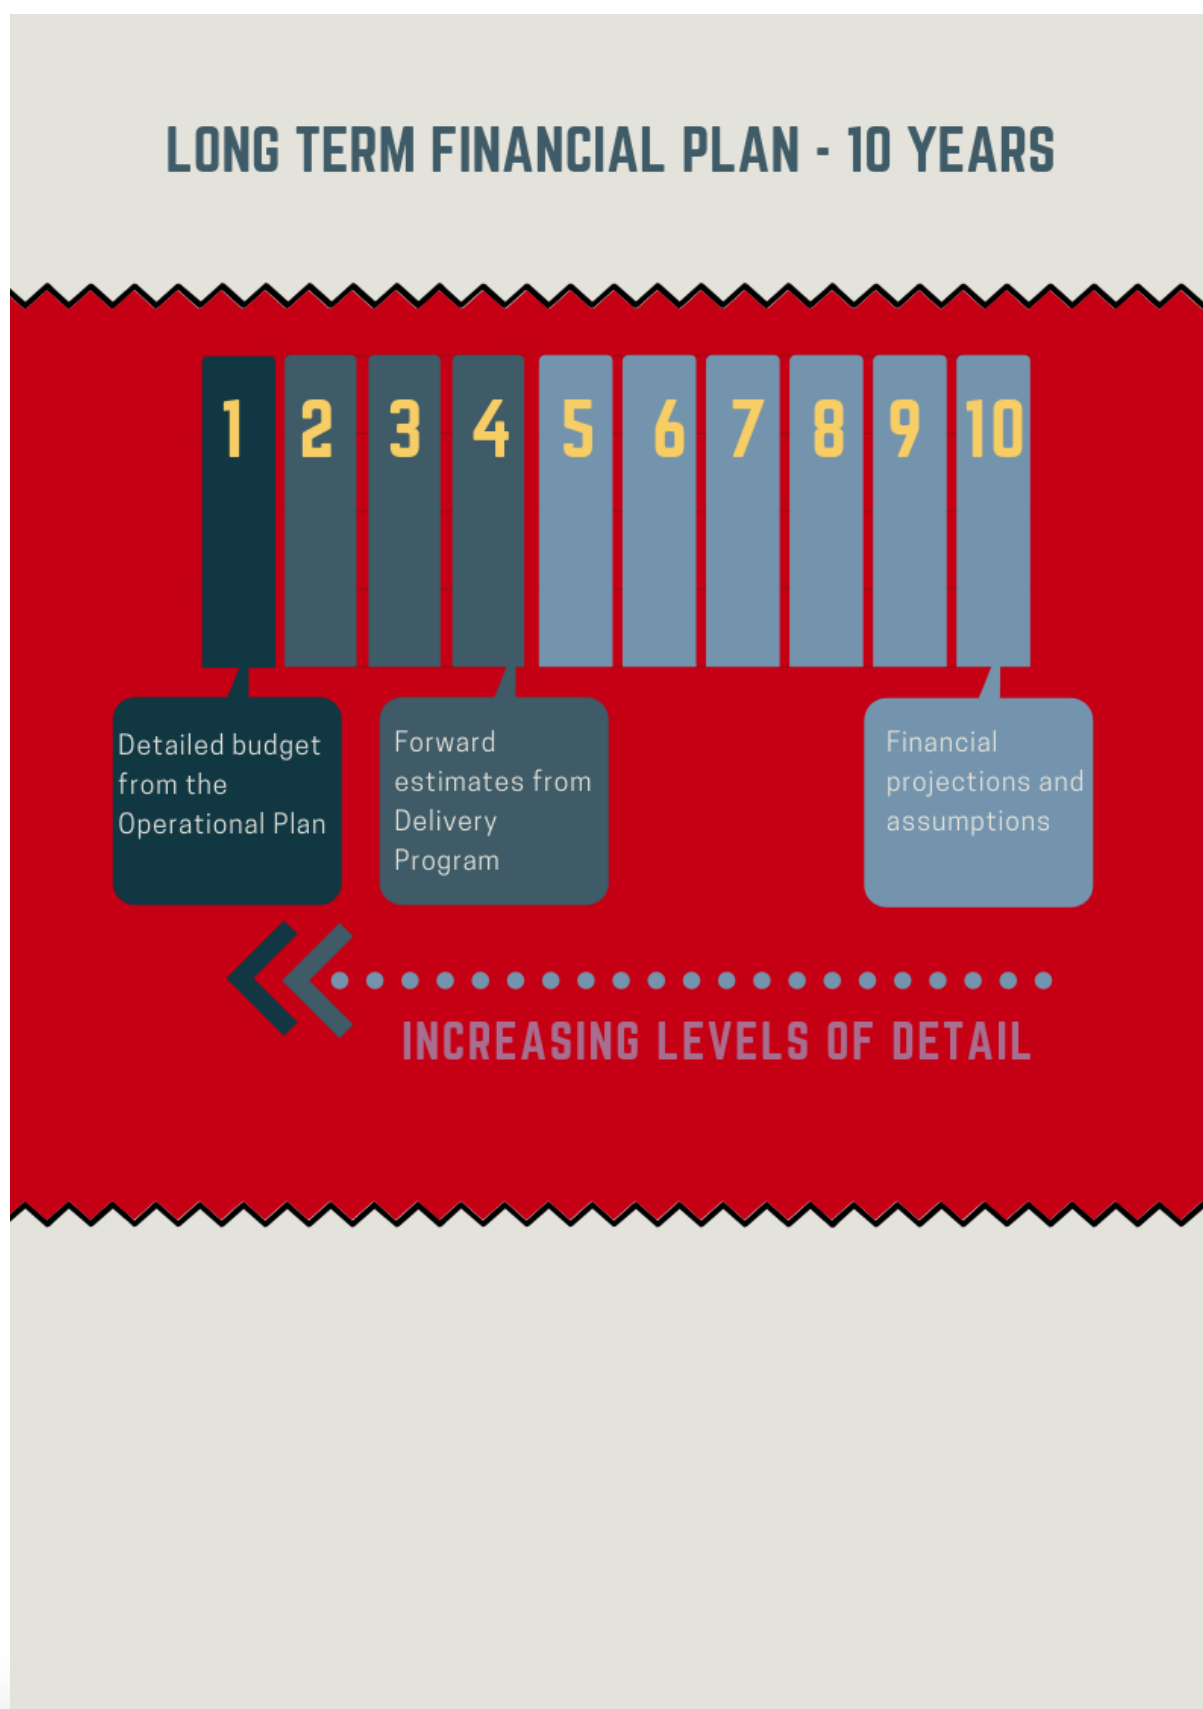 LONG TERM FINANCIAL PLAN - 10 YEARS
1 2 3 4 5 6 7 8 9 10
Detailed budget
from the
Operational Plan
Forward
estimates from
Delivery
Program
Financial
projections and
assumptions
INCREASING LEVELS OF DETAIL